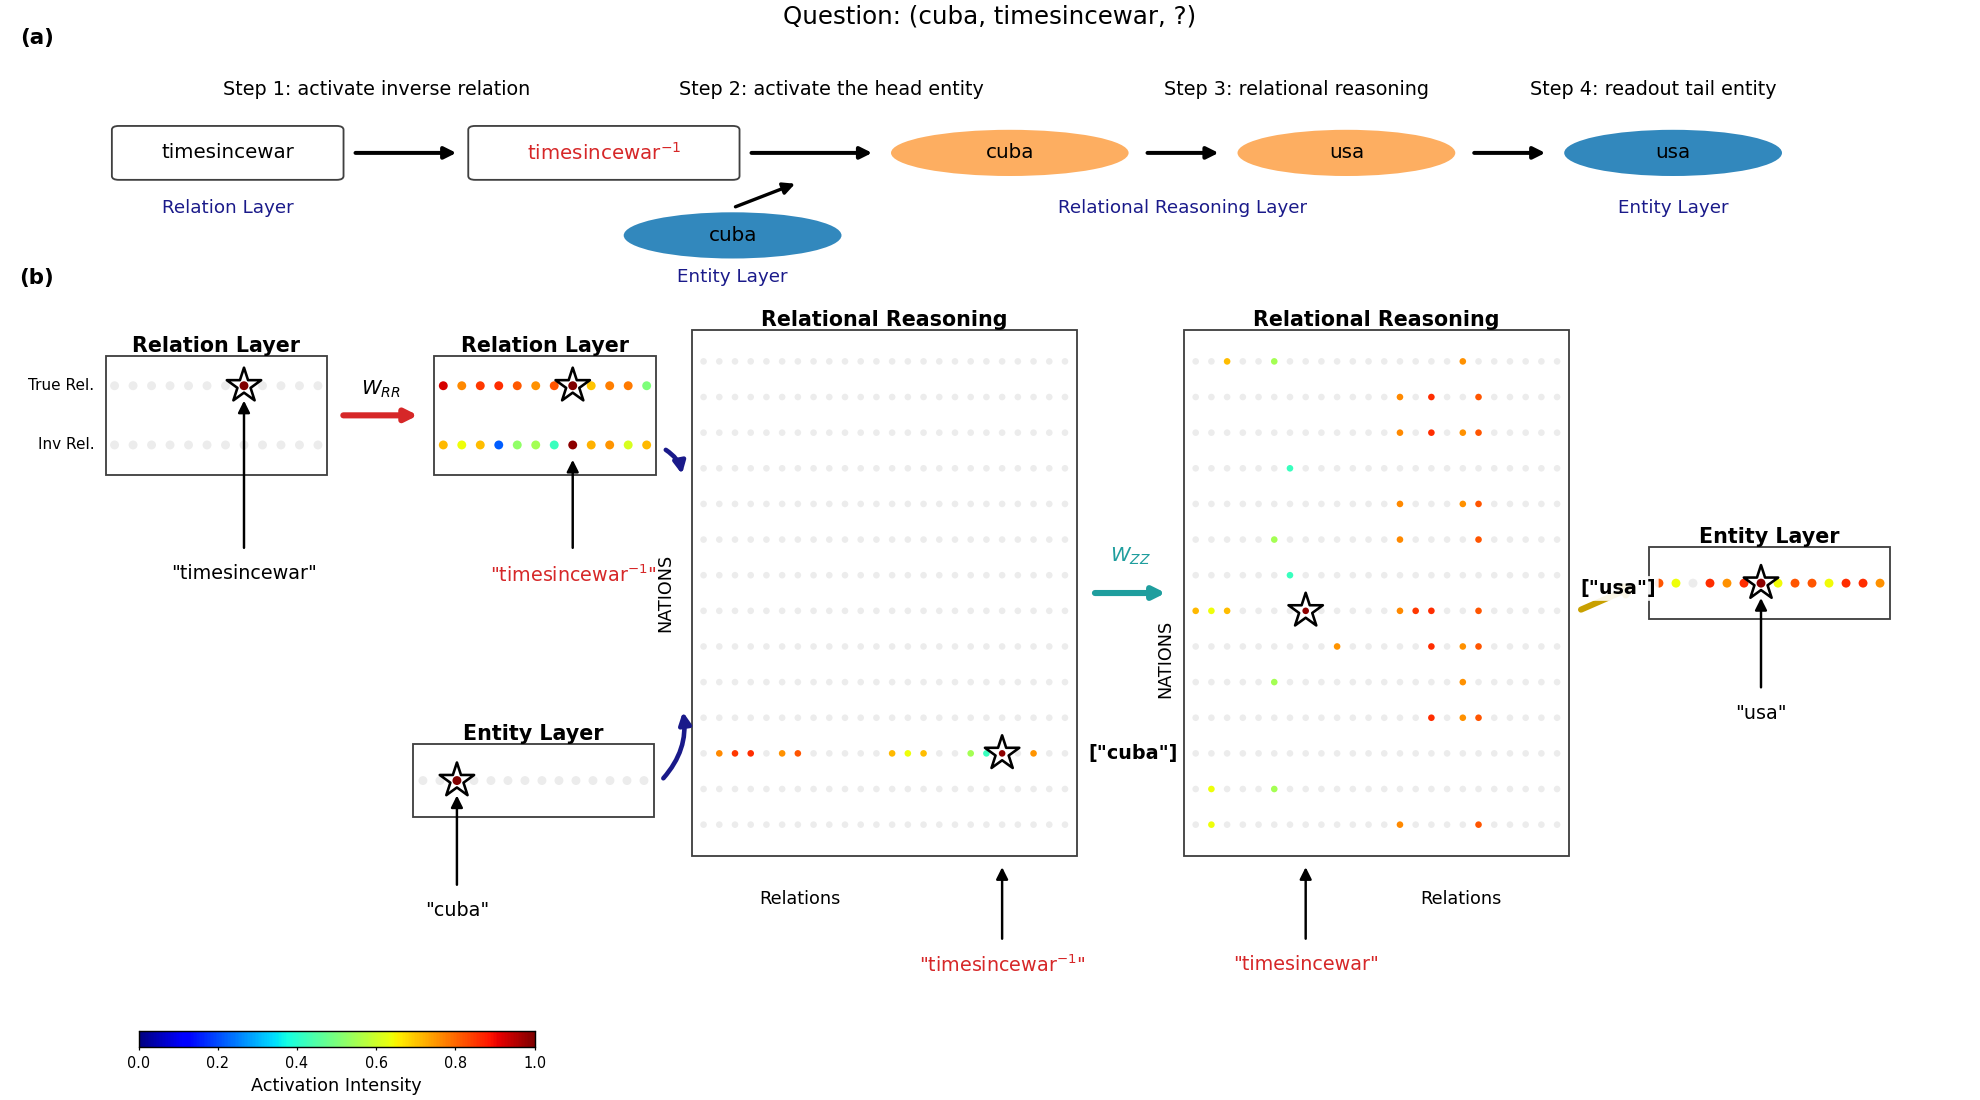 Question: (cuba, timesincewar, ?)
(a)
Step 1: activate inverse relation
Step 2: activate the head entity
Step 3: relational reasoning
Step 4: readout tail entity
timesincewar
timesincewar⁻¹
cuba
usa
usa
Relation Layer
Relational Reasoning Layer
Entity Layer
cuba
Entity Layer
(b)
Relation Layer
Relation Layer
Relational Reasoning
Relational Reasoning
True Rel.
Inv Rel.
W_RR
"timesincewar"
"timesincewar⁻¹"
NATIONS
W_ZZ
NATIONS
Entity Layer
["usa"]
"usa"
Entity Layer
["cuba"]
"cuba"
Relations
Relations
"timesincewar⁻¹"
"timesincewar"
0.0 0.2 0.4 0.6 0.8 1.0
Activation Intensity